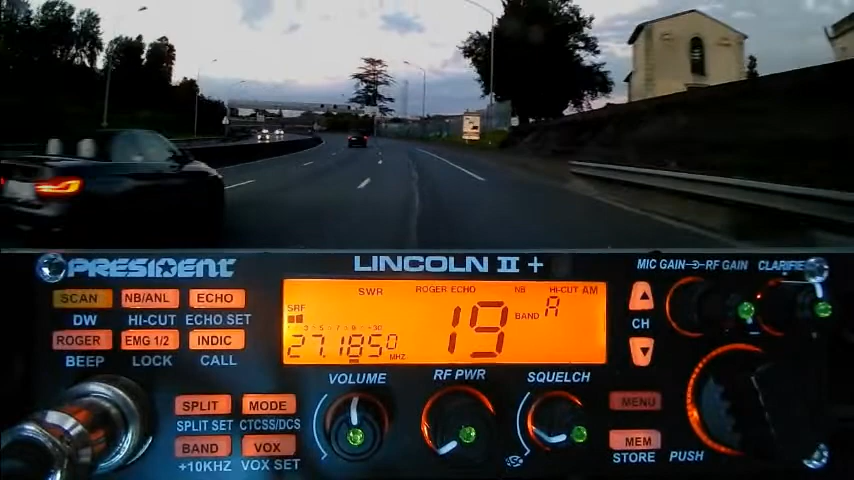 PRESIDENT
LINCOLN II +
MIC GAIN RF GAIN CLARIFIER
SCAN NB/ANL ECHO
DW HI-CUT ECHO SET
ROGER EMG 1/2 INDIC
BEEP LOCK CALL
SWR ROGER ECHO NB HI-CUT AM
SRF
19 BAND A
27.1850 MHZ
CH
VOLUME RF PWR SQUELCH
SPLIT MODE
SPLIT SET CTCSS/DCS
BAND VOX
+10KHZ VOX SET
MENU
MEM
STORE PUSH
ASC